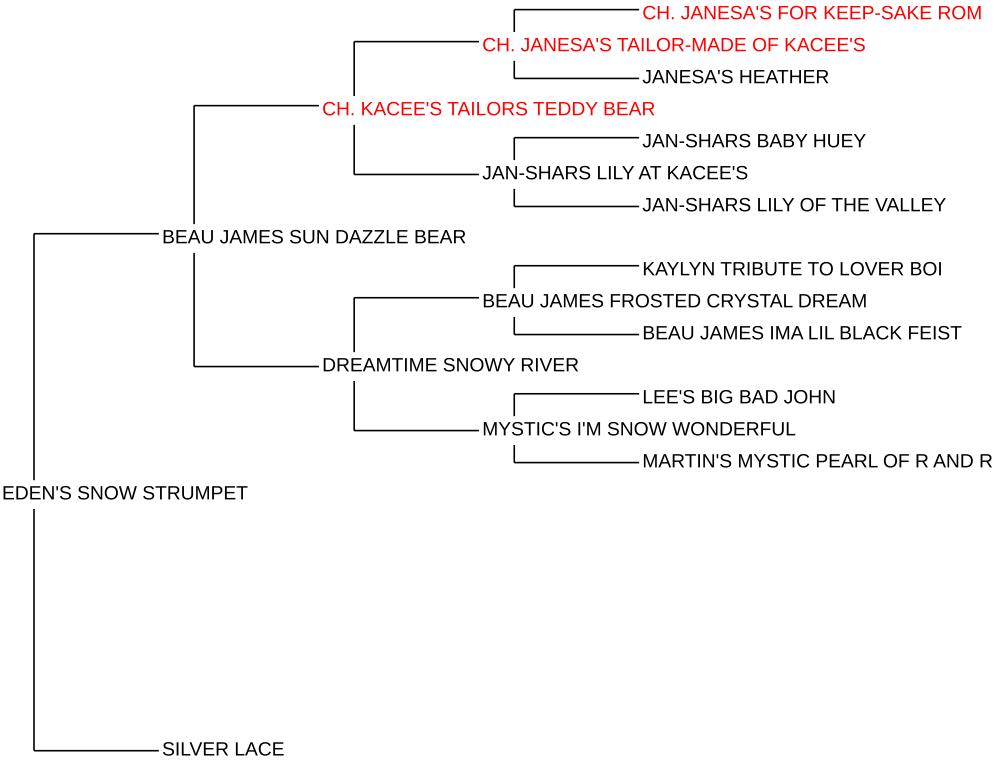 CH. JANESA'S FOR KEEP-SAKE ROM
CH. JANESA'S TAILOR-MADE OF KACEE'S
JANESA'S HEATHER
CH. KACEE'S TAILORS TEDDY BEAR
JAN-SHARS BABY HUEY
JAN-SHARS LILY AT KACEE'S
JAN-SHARS LILY OF THE VALLEY
BEAU JAMES SUN DAZZLE BEAR
KAYLYN TRIBUTE TO LOVER BOI
BEAU JAMES FROSTED CRYSTAL DREAM
BEAU JAMES IMA LIL BLACK FEIST
DREAMTIME SNOWY RIVER
LEE'S BIG BAD JOHN
MYSTIC'S I'M SNOW WONDERFUL
MARTIN'S MYSTIC PEARL OF R AND R
EDEN'S SNOW STRUMPET
SILVER LACE